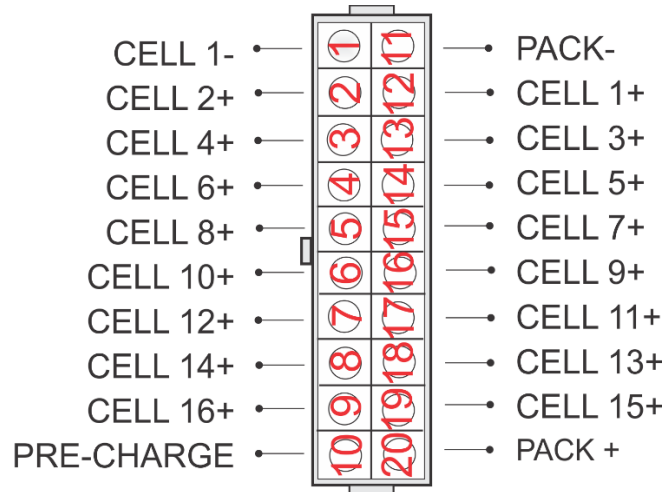 CELL 1- 1 11 PACK-
CELL 2+ 2 12 CELL 1+
CELL 4+ 3 13 CELL 3+
CELL 6+ 4 14 CELL 5+
CELL 8+ 5 15 CELL 7+
CELL 10+ 6 16 CELL 9+
CELL 12+ 7 17 CELL 11+
CELL 14+ 8 18 CELL 13+
CELL 16+ 9 19 CELL 15+
PRE-CHARGE 10 20 PACK +